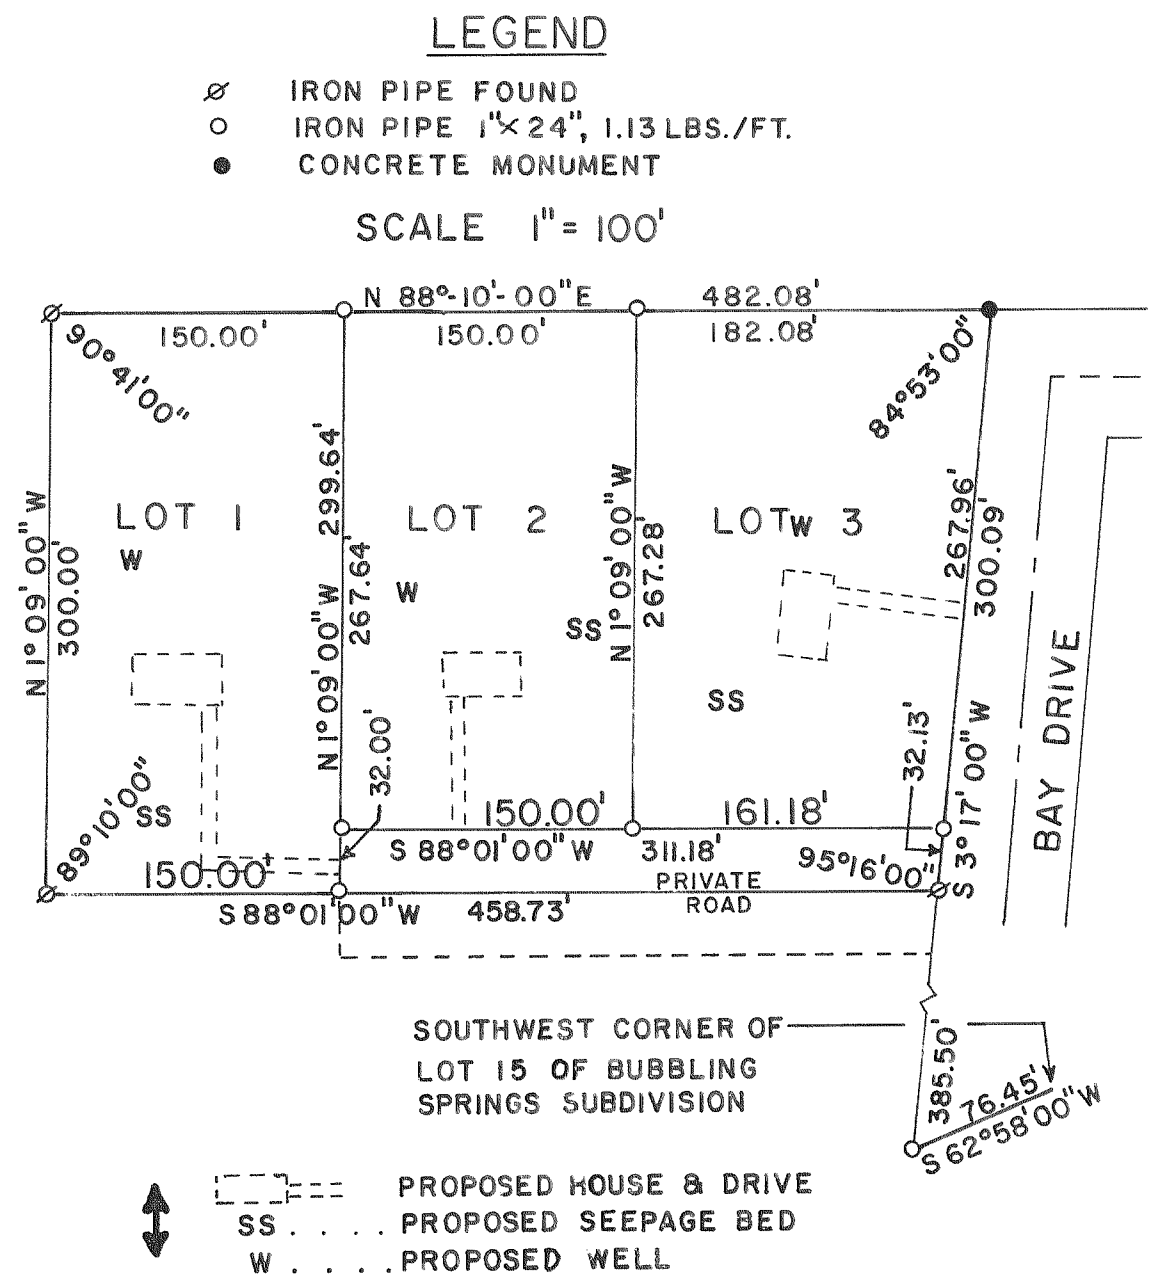 LEGEND
IRON PIPE FOUND
IRON PIPE 1"X 24", 1.13 LBS./FT.
CONCRETE MONUMENT
SCALE 1" = 100'
N 88°-10'-00" E 482.08'
150.00' 150.00' 182.08'
90°41'00"
84°53'00"
N 1° 09' 00" W
300.00'
299.64'
N 1° 09' 00" W
267.64'
N 1° 09' 00" W
267.28'
267.96'
300.09'
S 3° 17' 00" W
BAY DRIVE
LOT 1
W
LOT 2
W
SS
LOT 3
W
SS
SS
89°10'00"
32.00'
32.13'
150.00'
150.00' 161.18'
S 88°01'00" W 311.18'
95°16'00"
PRIVATE
ROAD
S 88°01'00" W 458.73'
SOUTHWEST CORNER OF
LOT 15 OF BUBBLING
SPRINGS SUBDIVISION
385.50'
76.45'
S 62°58'00" W
PROPOSED HOUSE & DRIVE
SS . . . . PROPOSED SEEPAGE BED
W . . . . PROPOSED WELL